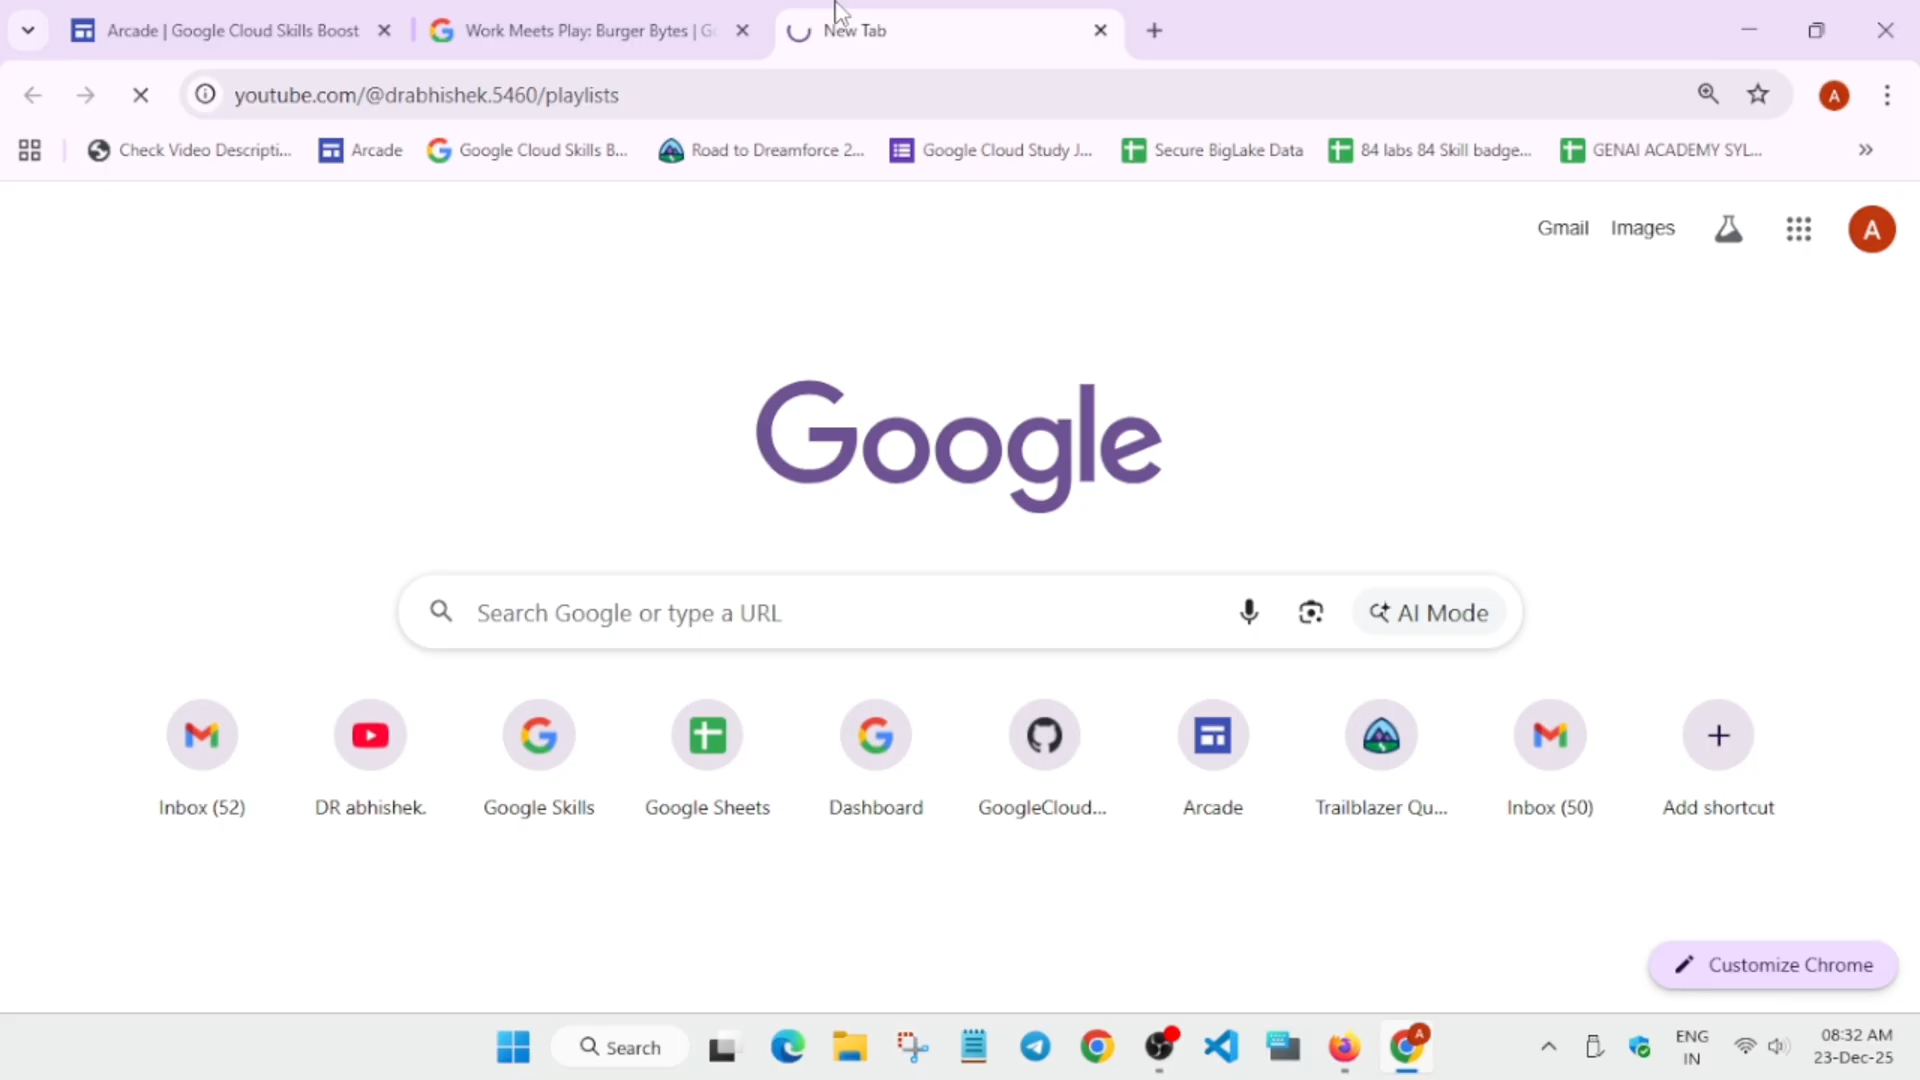 Arcade | Google Cloud Skills Boost
Work Meets Play: Burger Bytes | Go
New Tab
youtube.com/@drabhishek.5460/playlists
A
Check Video Descripti...
Arcade
Google Cloud Skills B...
Road to Dreamforce 2...
Google Cloud Study J...
Secure BigLake Data
84 labs 84 Skill badge...
GENAI ACADEMY SYL...
Gmail
Images
A
Google
Search Google or type a URL
AI Mode
Inbox (52)
DR abhishek.
Google Skills
Google Sheets
Dashboard
GoogleCloud...
Arcade
Trailblazer Qu...
Inbox (50)
Add shortcut
Customize Chrome
Search
A
ENG
IN
08:32 AM
23-Dec-25